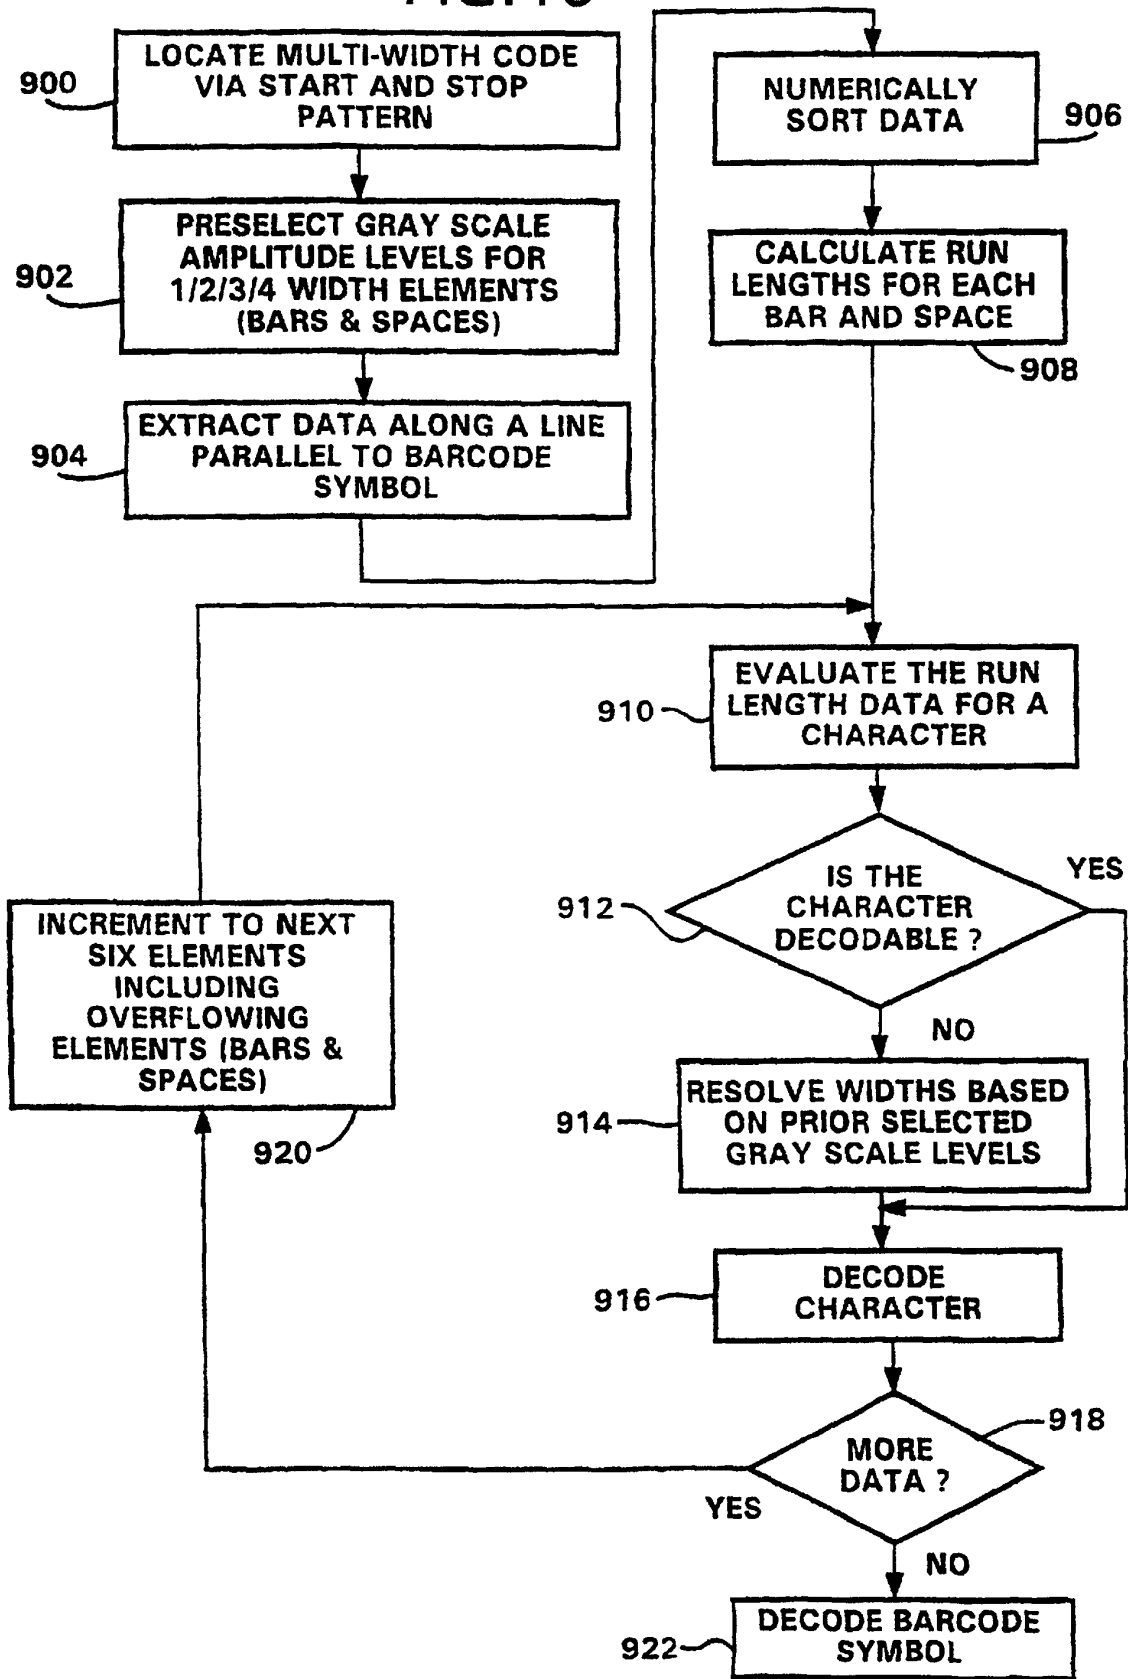 900
LOCATE MULTI-WIDTH CODE
VIA START AND STOP
PATTERN
902
PRESELECT GRAY SCALE
AMPLITUDE LEVELS FOR
1/2/3/4 WIDTH ELEMENTS
(BARS & SPACES)
904
EXTRACT DATA ALONG A LINE
PARALLEL TO BARCODE
SYMBOL
NUMERICALLY
SORT DATA
906
CALCULATE RUN
LENGTHS FOR EACH
BAR AND SPACE
908
910
EVALUATE THE RUN
LENGTH DATA FOR A
CHARACTER
912
IS THE
CHARACTER
DECODABLE ?
YES
NO
914
RESOLVE WIDTHS BASED
ON PRIOR SELECTED
GRAY SCALE LEVELS
916
DECODE
CHARACTER
918
MORE
DATA ?
YES
NO
INCREMENT TO NEXT
SIX ELEMENTS
INCLUDING
OVERFLOWING
ELEMENTS (BARS &
SPACES)
920
922
DECODE BARCODE
SYMBOL